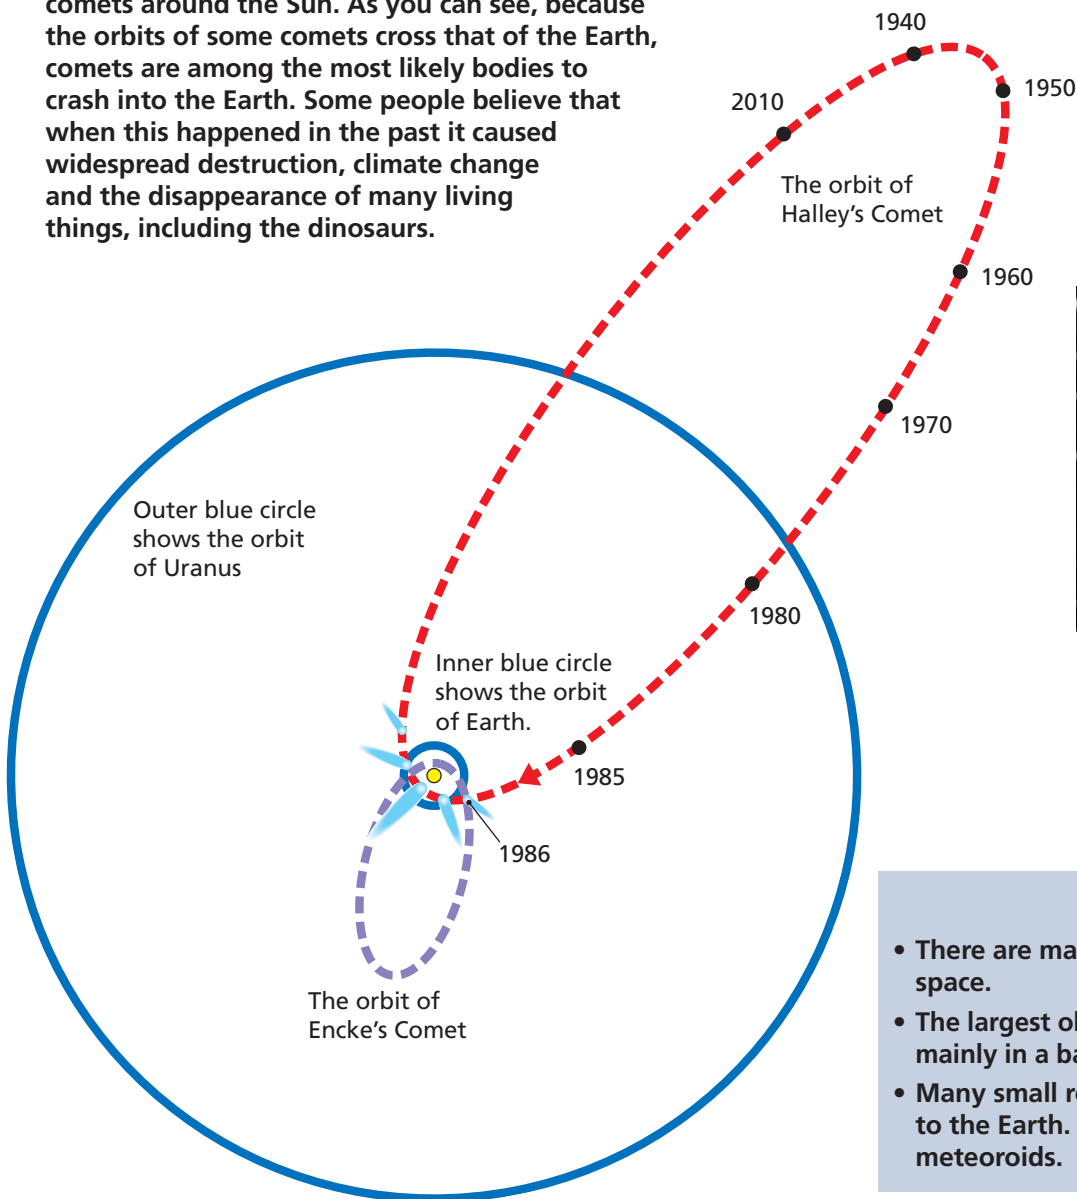 comets around the Sun. As you can see, because
the orbits of some comets cross that of the Earth,
comets are among the most likely bodies to
crash into the Earth. Some people believe that
when this happened in the past it caused
widespread destruction, climate change
and the disappearance of many living
things, including the dinosaurs.
1940
1950
2010
The orbit of
Halley's Comet
1960
1970
Outer blue circle
shows the orbit
of Uranus
1980
Inner blue circle
shows the orbit
of Earth.
1985
1986
The orbit of
Encke's Comet
• There are
space.
• The largest
mainly in a
• Many small
to the Earth.
meteoroids.